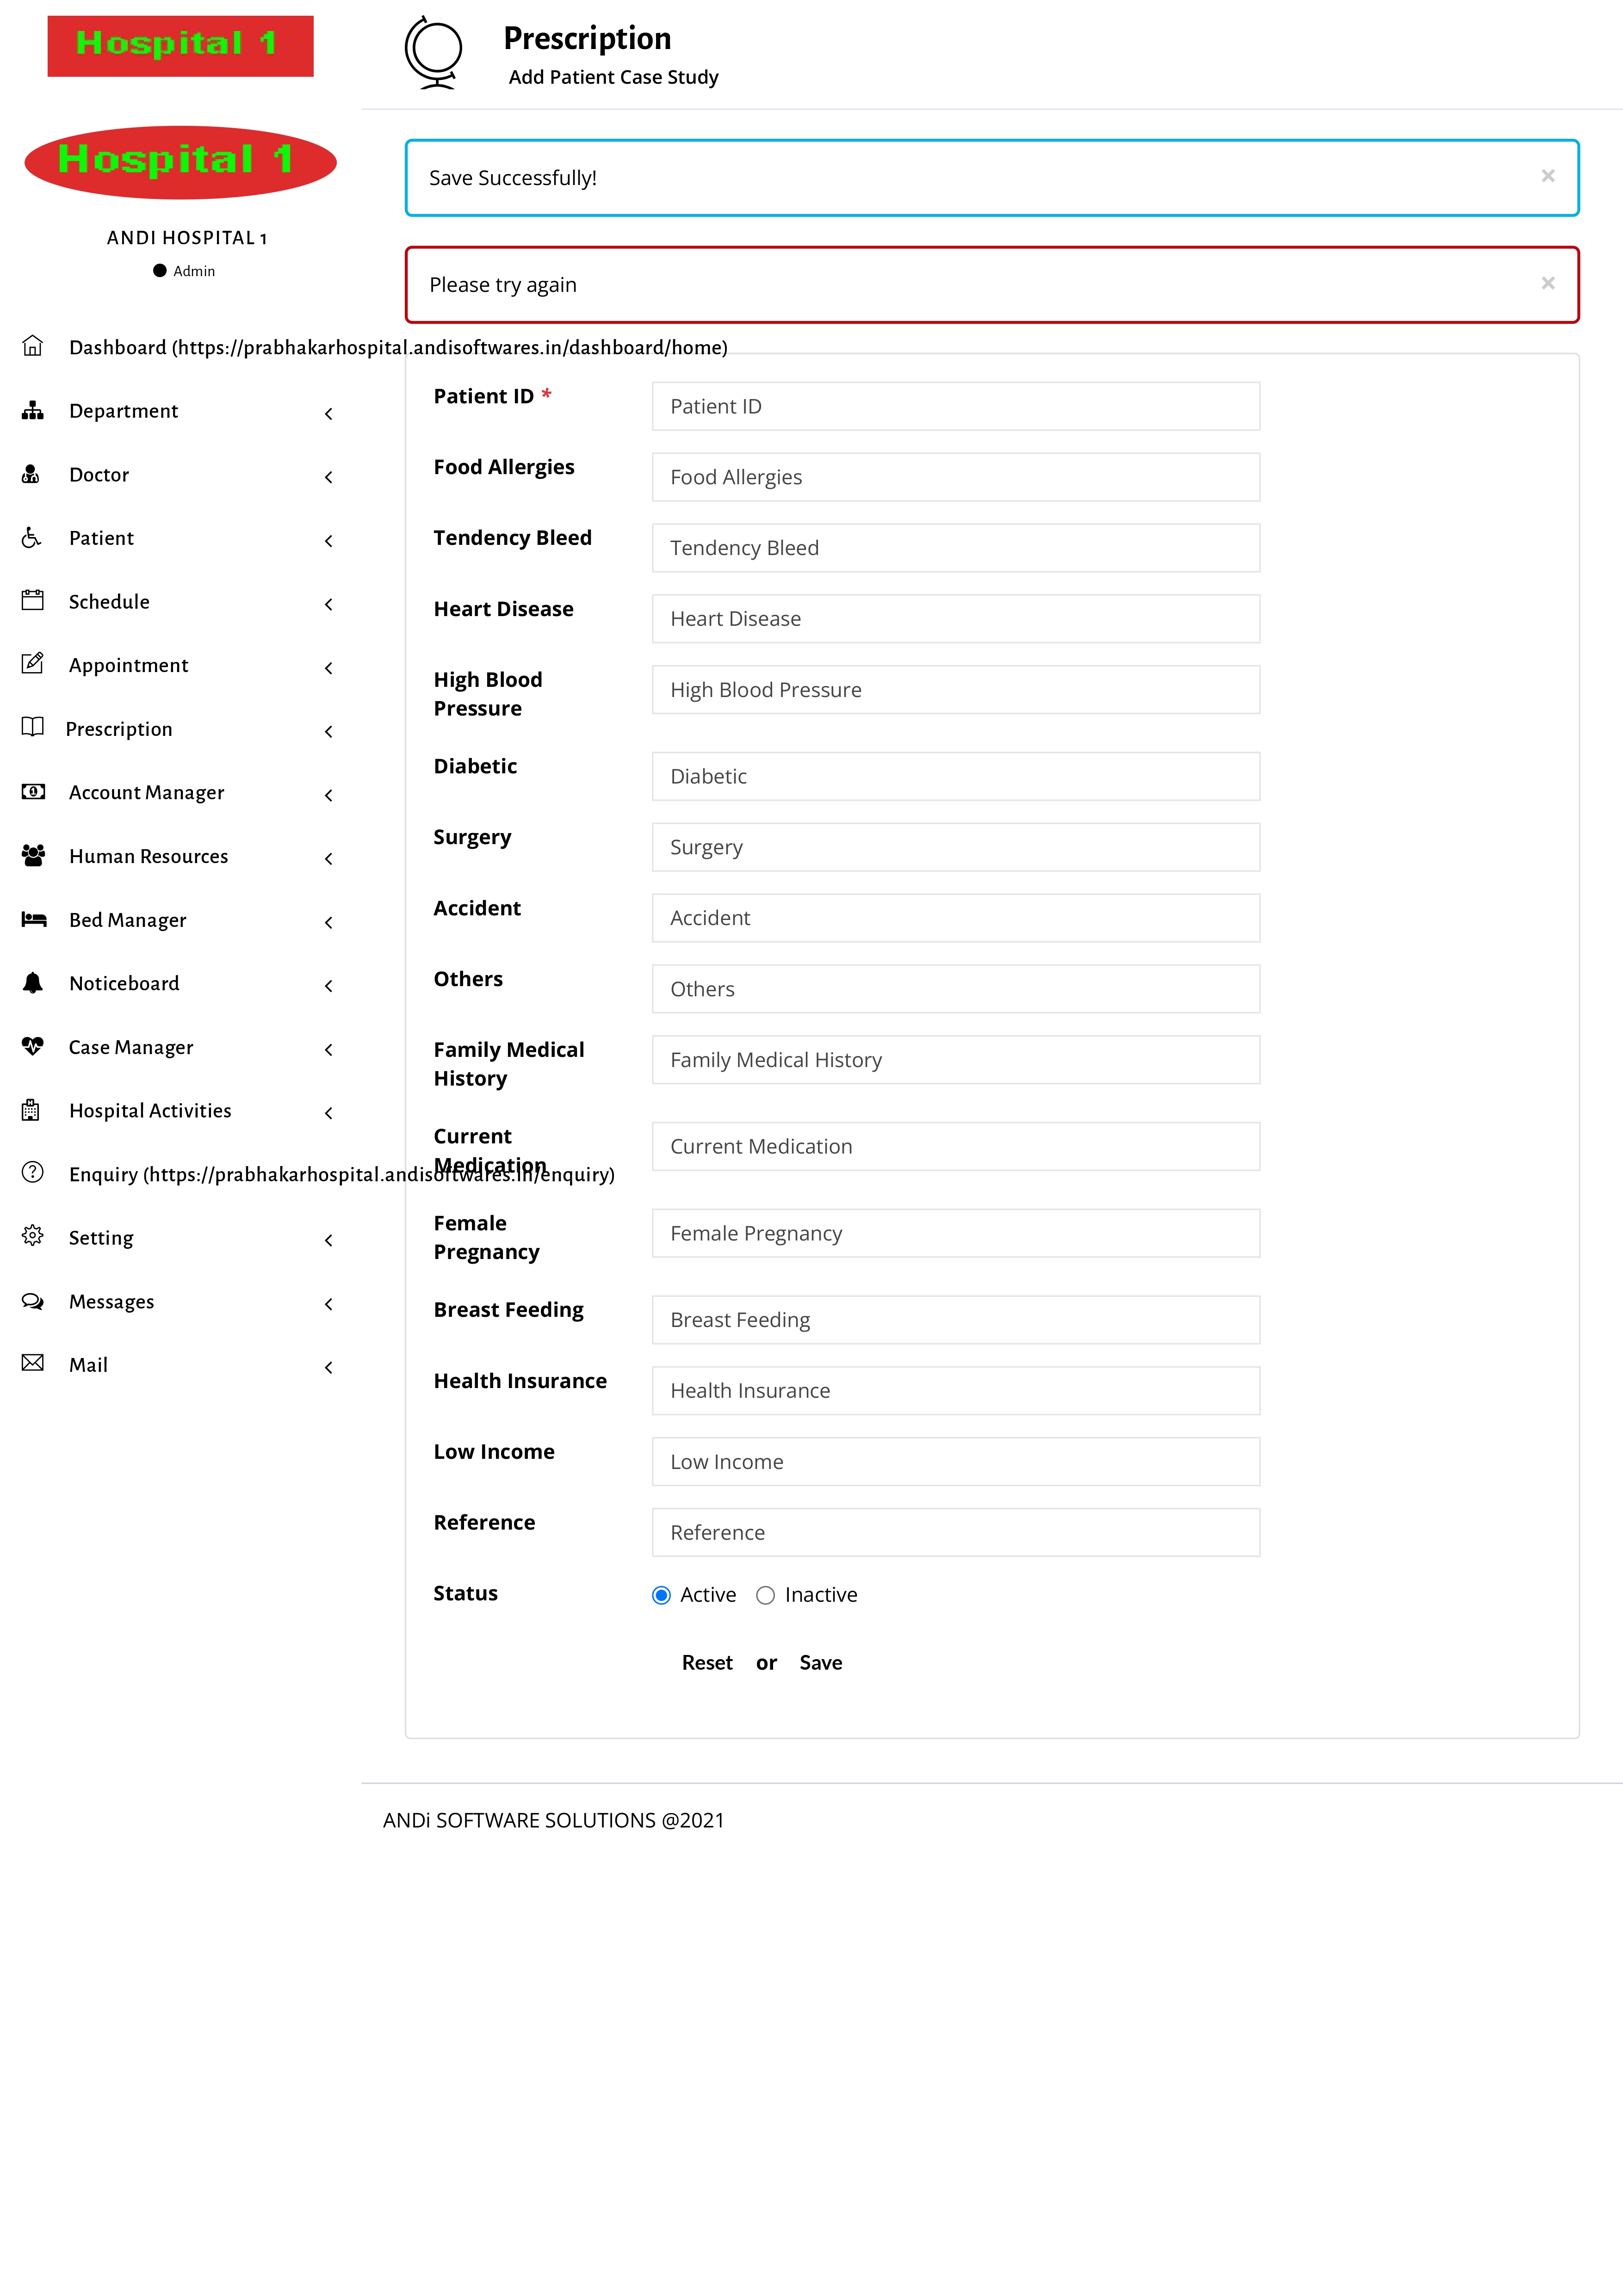 Hospital 1
Hospital 1
ANDI HOSPITAL 1
Admin
Dashboard (https://prabhakarhospital.andisoftwares.in/dashboard/home)
Department
Doctor
Patient
Schedule
Appointment
Prescription
Account Manager
Human Resources
Bed Manager
Noticeboard
Case Manager
Hospital Activities
Enquiry (https://prabhakarhospital.andisoftwares.in/enquiry)
Setting
Messages
Mail
Prescription
Add Patient Case Study
Save Successfully! ×
Please try again ×
Patient ID * Patient ID
Food Allergies Food Allergies
Tendency Bleed Tendency Bleed
Heart Disease Heart Disease
High Blood
Pressure
High Blood Pressure
Diabetic Diabetic
Surgery Surgery
Accident Accident
Others Others
Family Medical
History
Family Medical History
Current
Medication
Current Medication
Female
Pregnancy
Female Pregnancy
Breast Feeding Breast Feeding
Health Insurance Health Insurance
Low Income Low Income
Reference Reference
Status Active Inactive
Reset or Save
ANDi SOFTWARE SOLUTIONS @2021